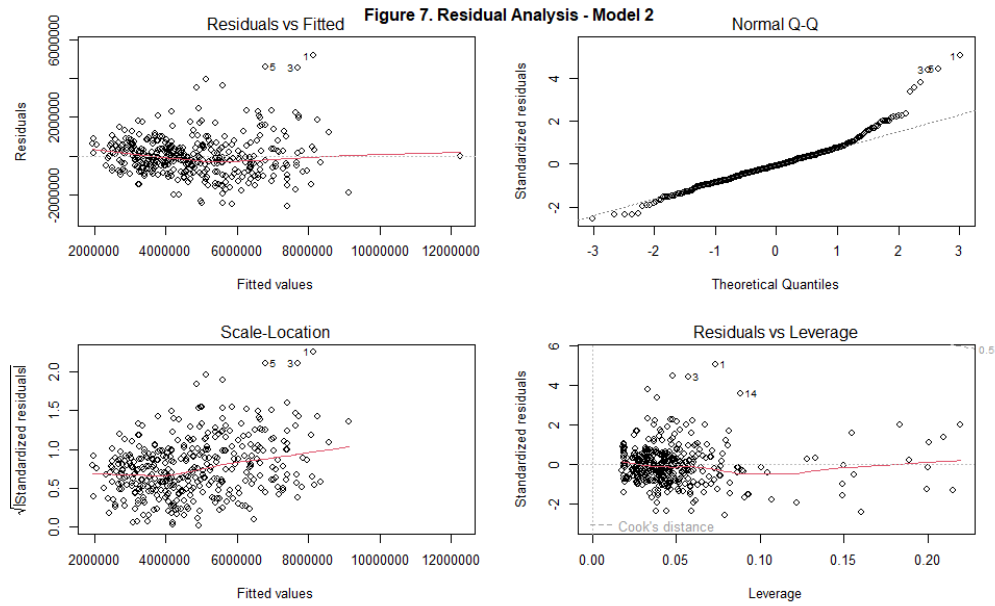 Figure 7. Residual Analysis - Model 2
Residuals vs Fitted
Residuals
-2000000
2000000
6000000
1
5
3
2000000 4000000 6000000 8000000 10000000 12000000
Fitted values
Normal Q-Q
Standardized residuals
-2 0 2 4
1
3 5
-3 -2 -1 0 1 2 3
Theoretical Quantiles
Scale-Location
√|Standardized residuals|
0.0 0.5 1.0 1.5 2.0
1
5
3
2000000 4000000 6000000 8000000 10000000 12000000
Fitted values
Residuals vs Leverage
Standardized residuals
-2 0 2 4 6
0.5
1
3
14
Cook's distance
0.00 0.05 0.10 0.15 0.20
Leverage